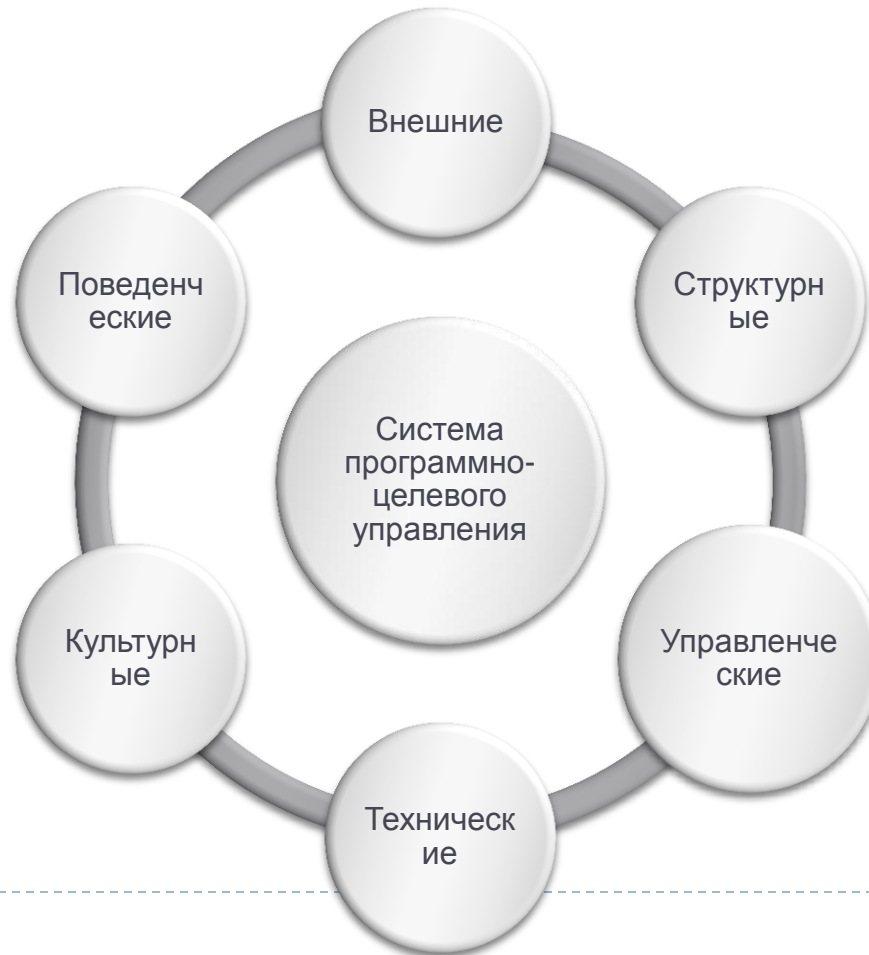 Внешние
Структурн
ые
Управленче
ские
Техническ
ие
Культурн
ые
Поведенч
еские
Система
программно-
целевого
управления